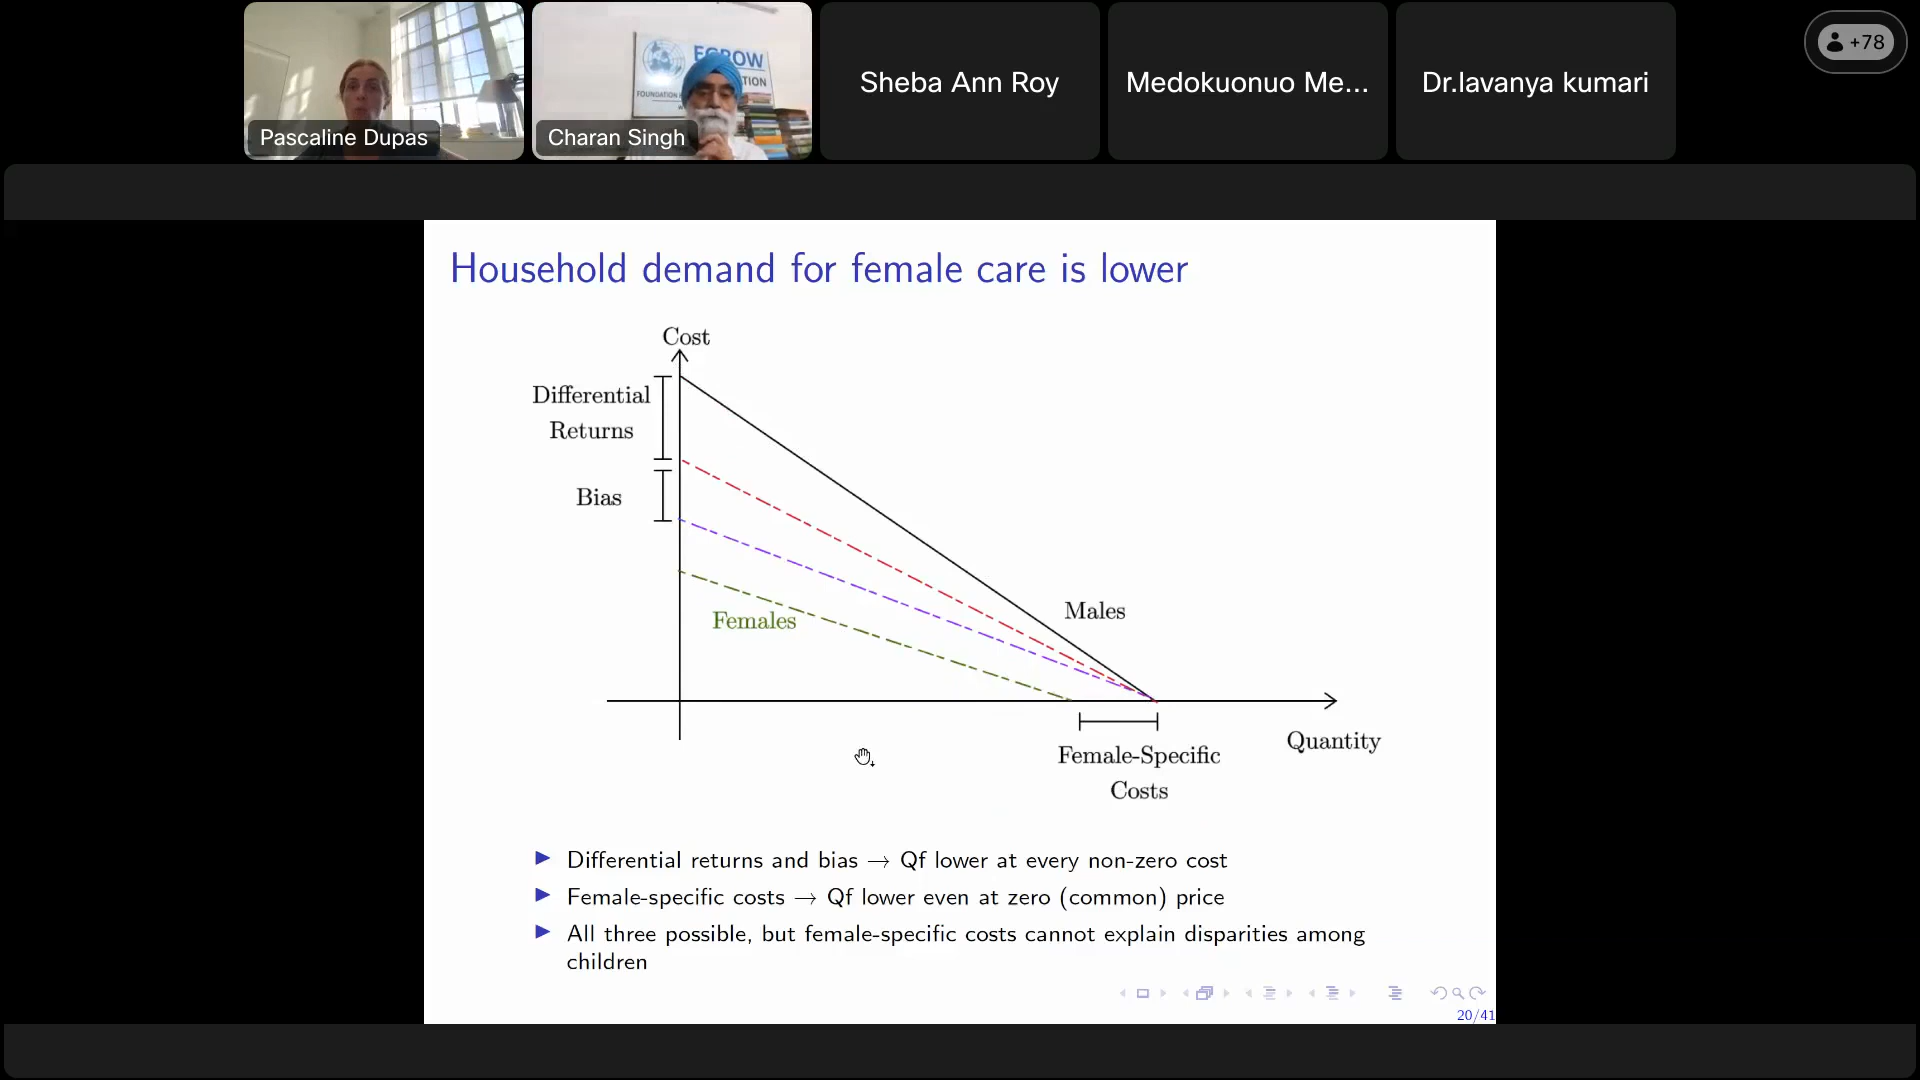 Pascaline Dupas
Charan Singh
EGROW
FOUNDATION
Sheba Ann Roy
Medokuonuo Me...
Dr.lavanya kumari
+78
Household demand for female care is lower
Cost
Differential
Returns
Bias
Females
Males
Quantity
Female-Specific
Costs
▶ Differential returns and bias → Qf lower at every non-zero cost
▶ Female-specific costs → Qf lower even at zero (common) price
▶ All three possible, but female-specific costs cannot explain disparities among
children
20/41